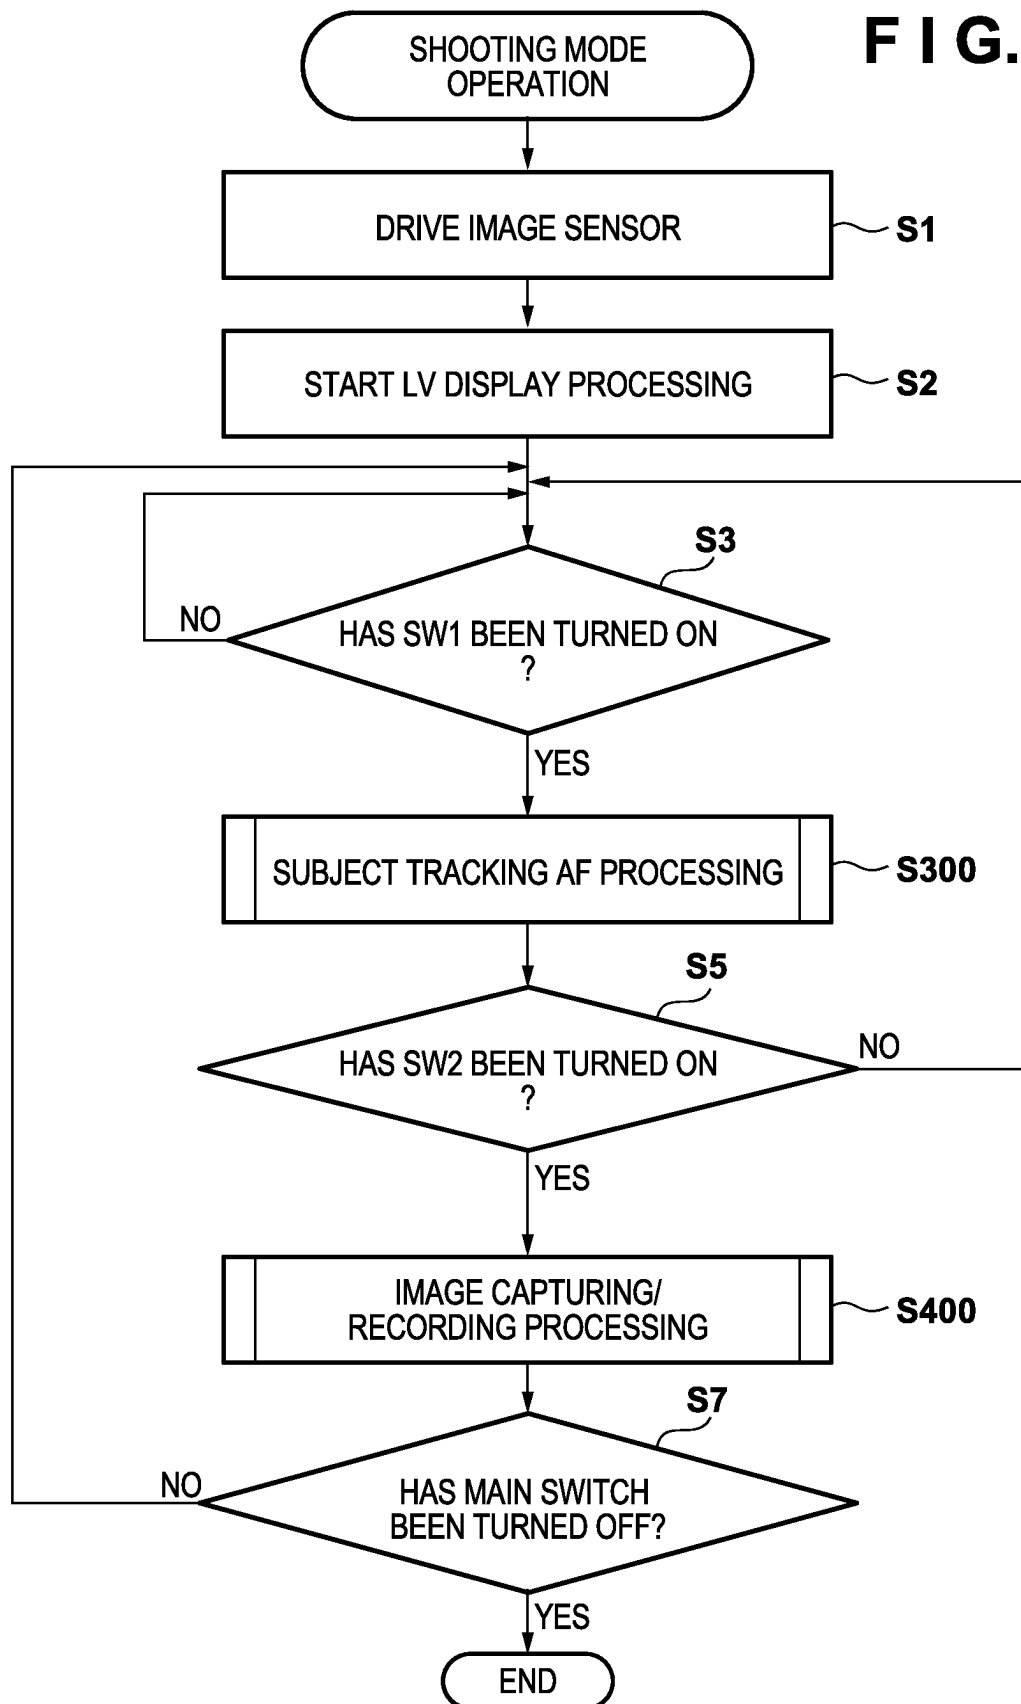 F I G.
SHOOTING MODE
OPERATION
DRIVE IMAGE SENSOR
S1
START LV DISPLAY PROCESSING
S2
S3
NO
HAS SW1 BEEN TURNED ON
?
YES
SUBJECT TRACKING AF PROCESSING
S300
S5
HAS SW2 BEEN TURNED ON
?
NO
YES
IMAGE CAPTURING/
RECORDING PROCESSING
S400
S7
NO
HAS MAIN SWITCH
BEEN TURNED OFF?
YES
END